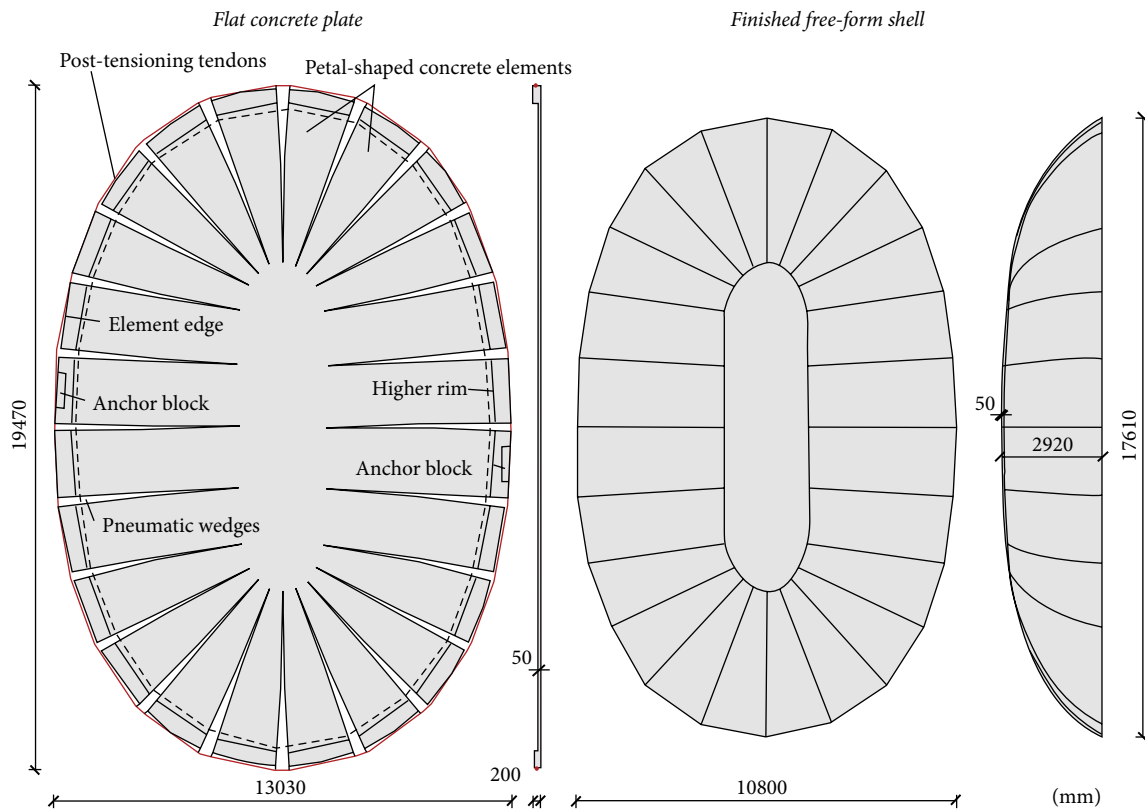 Flat concrete plate
Finished free-form shell
Post-tensioning tendons
Petal-shaped concrete elements
Element edge
Higher rim
Anchor block
Anchor block
Pneumatic wedges
19470
50
13030
200
50
2920
17610
10800
(mm)